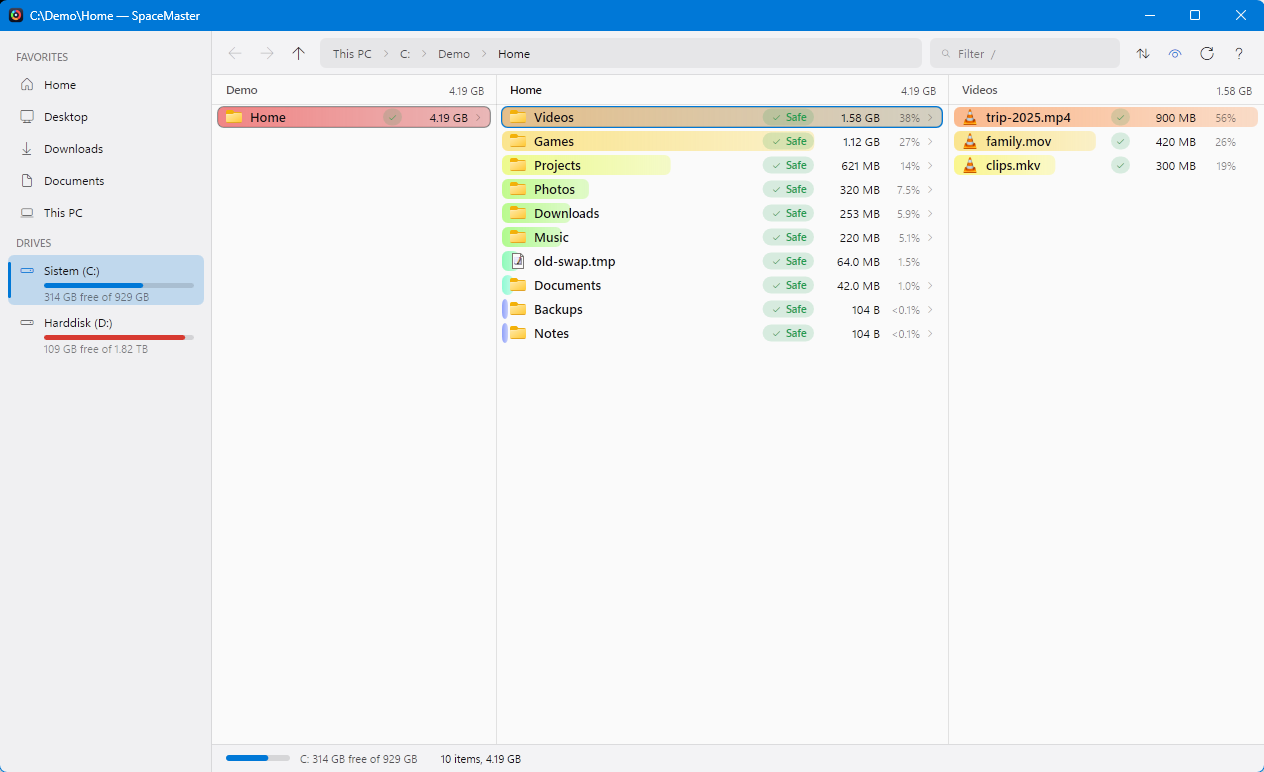 C:\Demo\Home — SpaceMaster
FAVORITES
Home
Desktop
Downloads
Documents
This PC
DRIVES
Sistem (C:)
314 GB free of 929 GB
Harddisk (D:)
109 GB free of 1.82 TB
This PC > C: > Demo > Home
Filter /
?
Demo 4.19 GB
Home 4.19 GB
Home 4.19 GB
Videos Safe 1.58 GB 38%
Games Safe 1.12 GB 27%
Projects Safe 621 MB 14%
Photos Safe 320 MB 7.5%
Downloads Safe 253 MB 5.9%
Music Safe 220 MB 5.1%
old-swap.tmp Safe 64.0 MB 1.5%
Documents Safe 42.0 MB 1.0%
Backups Safe 104 B <0.1%
Notes Safe 104 B <0.1%
Videos 1.58 GB
trip-2025.mp4 900 MB 56%
family.mov 420 MB 26%
clips.mkv 300 MB 19%
C: 314 GB free of 929 GB
10 items, 4.19 GB